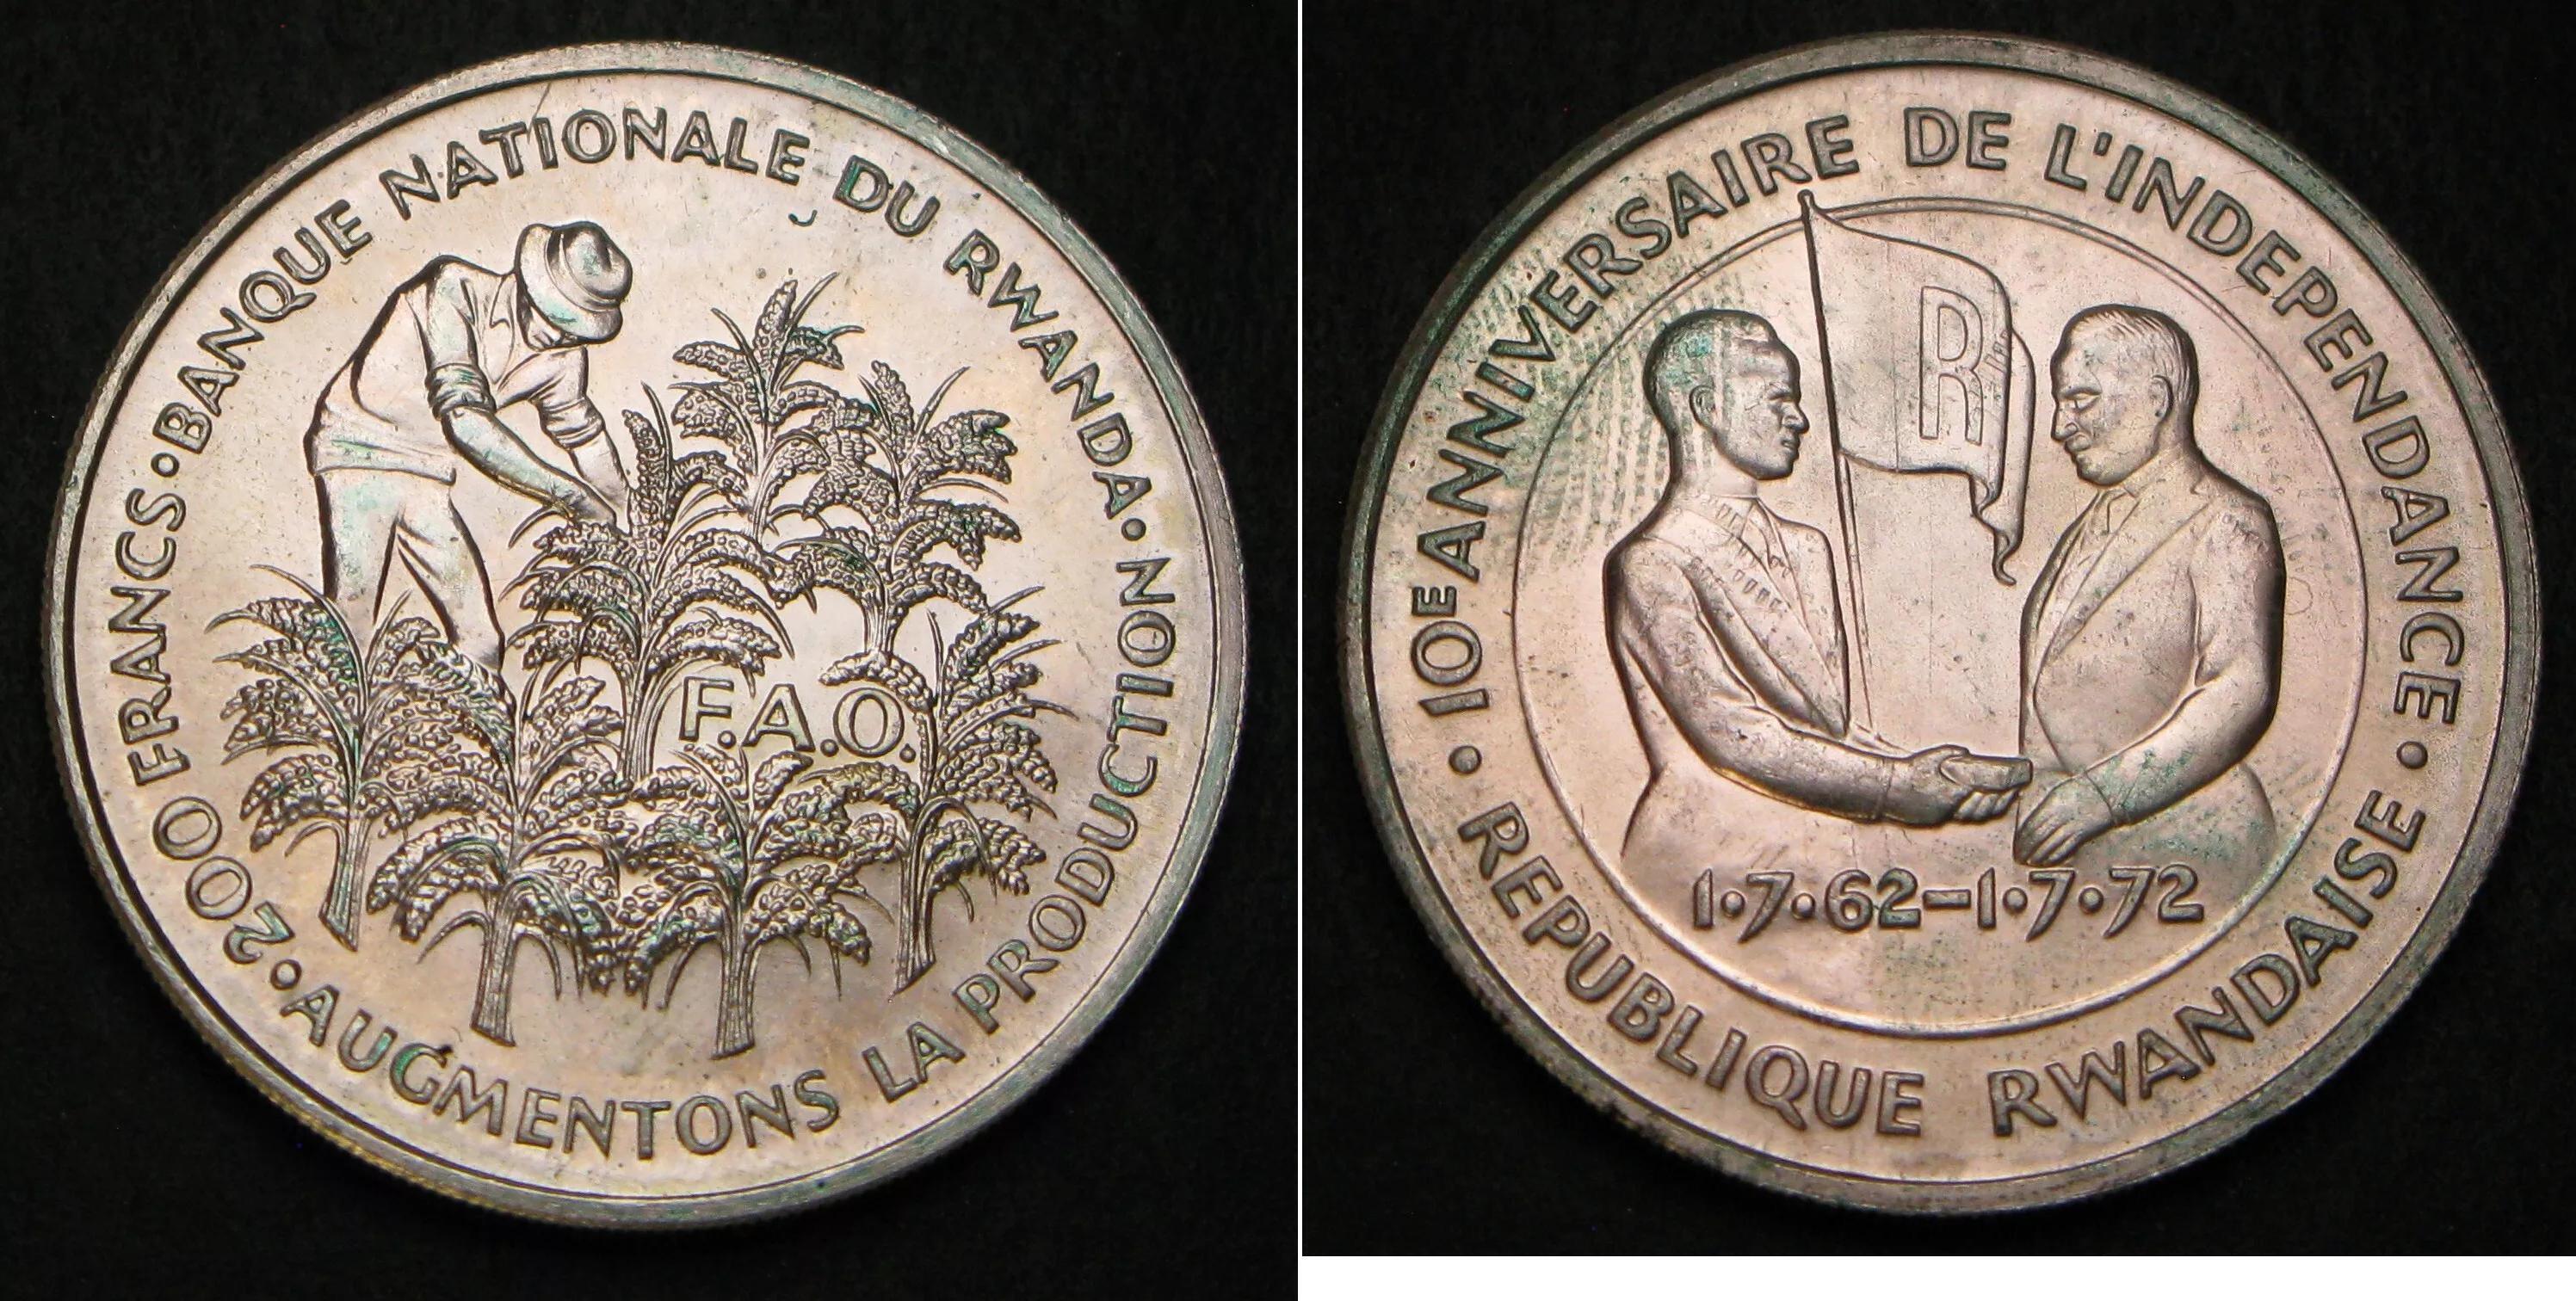 200 FRANCS • BANQUE NATIONALE DU RWANDA • AUGMENTONS LA PRODUCTION
F.A.O.
• 10E ANNIVERSAIRE DE L'INDEPENDANCE •
REPUBLIQUE RWANDAISE
R
1•7•62–1•7•72